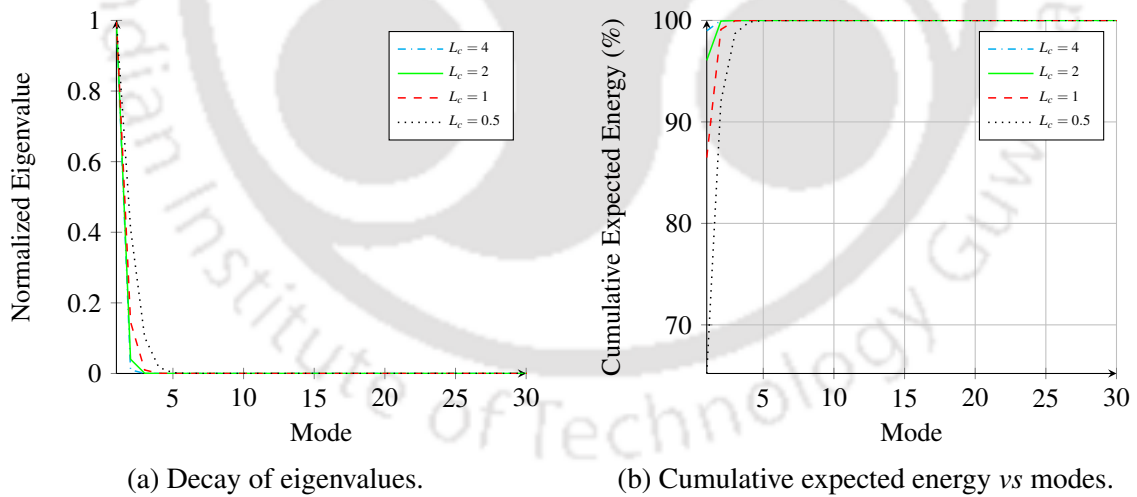 1
0.8
0.6
0.4
0.2
0
5
10
15
20
25
30
Normalized Eigenvalue
Mode
L_c = 4
L_c = 2
L_c = 1
L_c = 0.5
(a) Decay of eigenvalues.
100
90
80
70
5
10
15
20
25
30
Cumulative Expected Energy (%)
Mode
L_c = 4
L_c = 2
L_c = 1
L_c = 0.5
(b) Cumulative expected energy vs modes.
ndian Institute of Technology Guwa